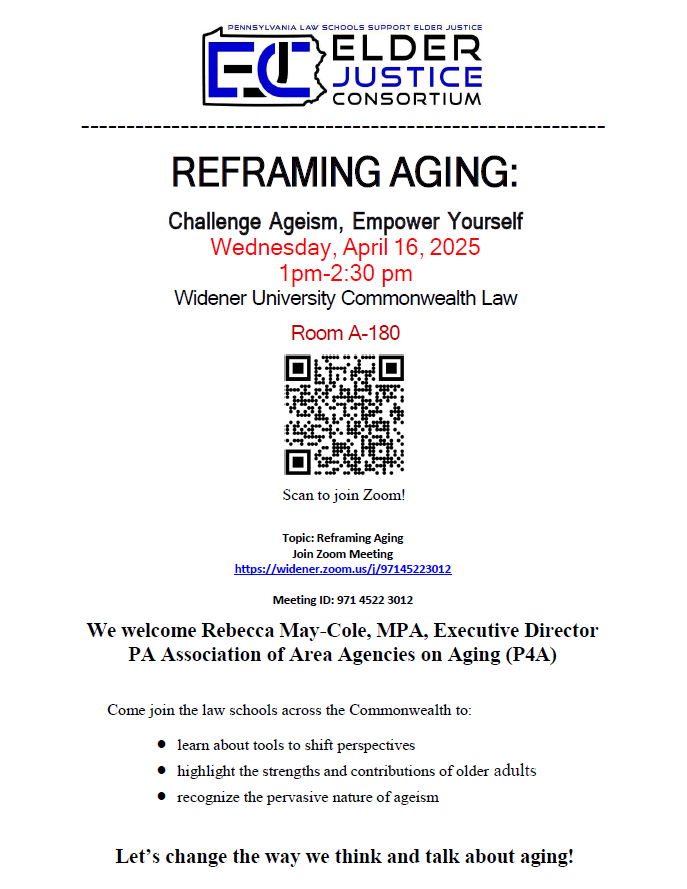 PENNSYLVANIA LAW SCHOOLS SUPPORT ELDER JUSTICE
EJC ELDER
JUSTICE
CONSORTIUM
----------------------------------------------------------
REFRAMING AGING:
Challenge Ageism, Empower Yourself
Wednesday, April 16, 2025
1pm-2:30 pm
Widener University Commonwealth Law
Room A-180
Scan to join Zoom!
Topic: Reframing Aging
Join Zoom Meeting
https://widener.zoom.us/j/97145223012
Meeting ID: 971 4522 3012
We welcome Rebecca May-Cole, MPA, Executive Director
PA Association of Area Agencies on Aging (P4A)
Come join the law schools across the Commonwealth to:
● learn about tools to shift perspectives
● highlight the strengths and contributions of older adults
● recognize the pervasive nature of ageism
Let’s change the way we think and talk about aging!